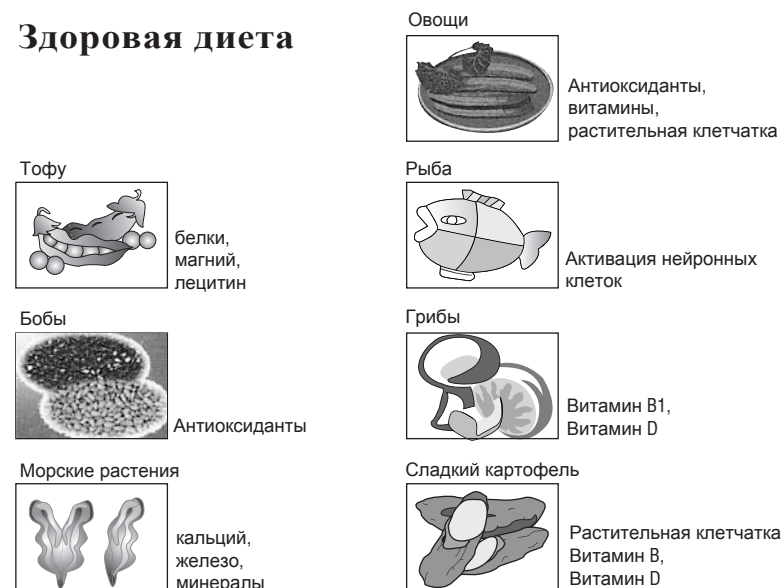 Здоровая диета
Овощи
Антиоксиданты,
витамины,
растительная клетчатка
Тофу
белки,
магний,
лецитин
Рыба
Активация нейронных
клеток
Бобы
Антиоксиданты
Грибы
Витамин B1,
Витамин D
Морские растения
кальций,
железо,
минералы
Сладкий картофель
Растительная клетчатка
Витамин B,
Витамин D